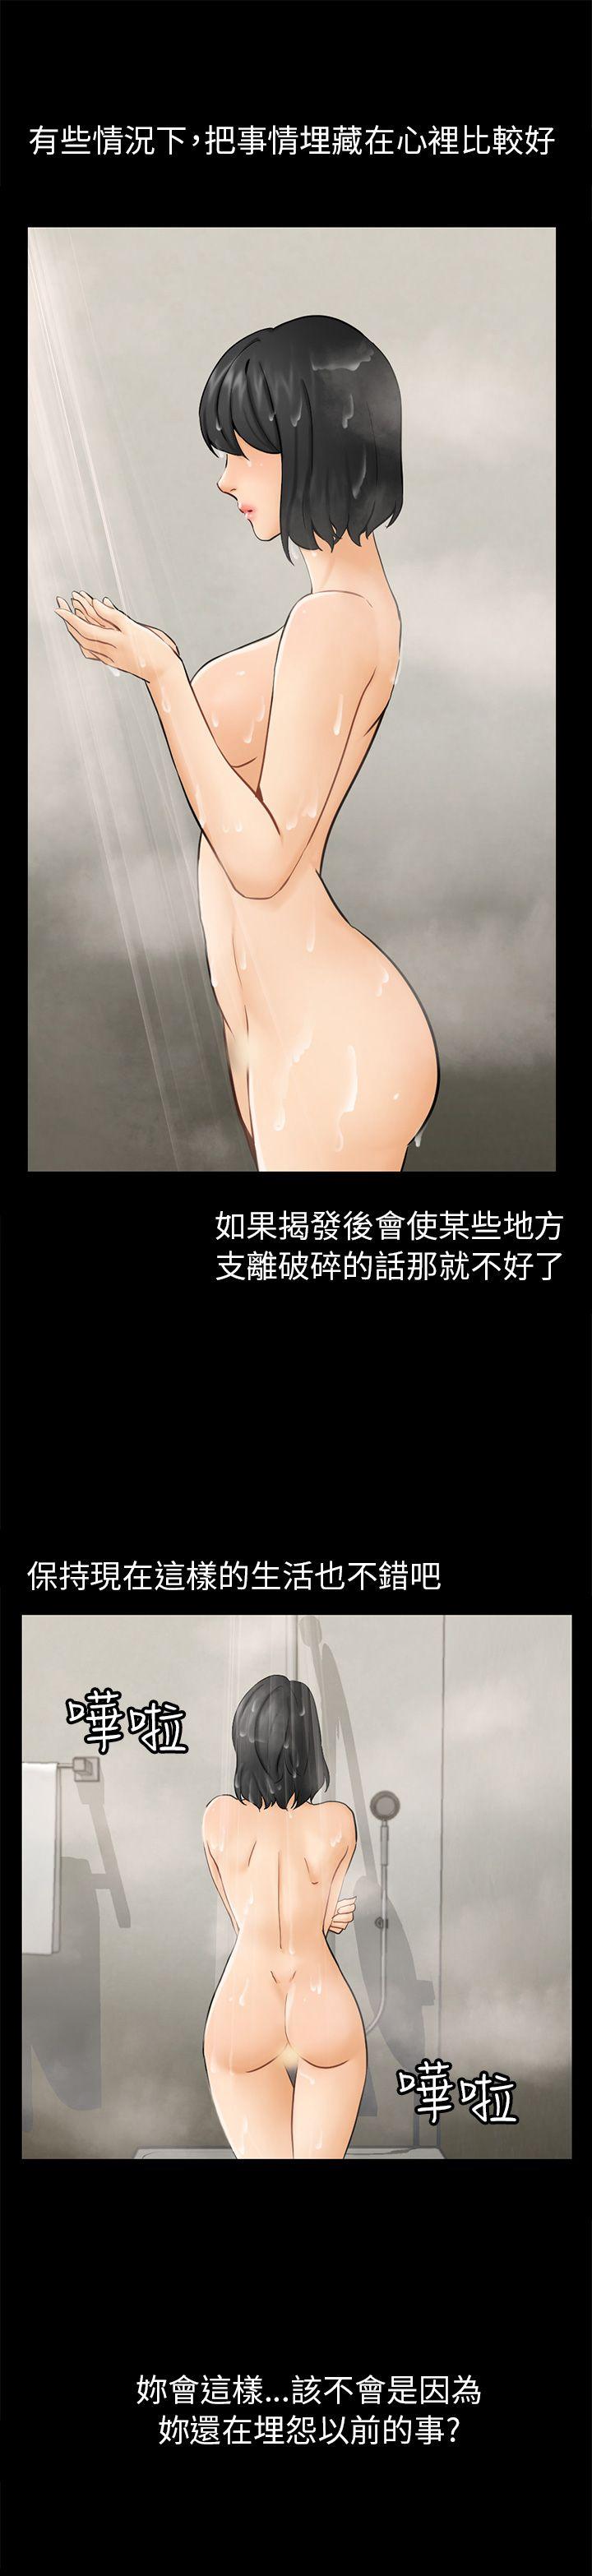 有些情況下，把事情埋藏在心裡比較好
如果揭發後會使某些地方
支離破碎的話那就不好了
保持現在這樣的生活也不錯吧
嘩啦
嘩啦
妳會這樣...該不會是因為
妳還在埋怨以前的事?